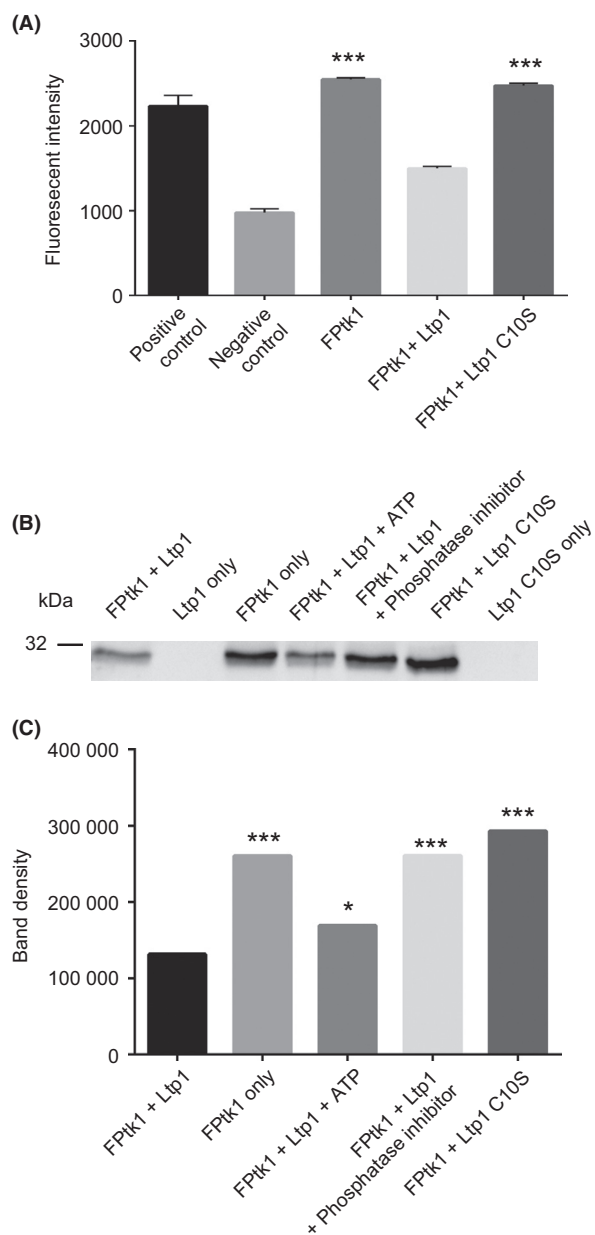 (A)
3000
2000
1000
0
Fluoresecent intensity
***
***
Positive
control
Negative
control
FPtk1
FPtk1+ Ltp1
FPtk1+ Ltp1 C10S
(B)
kDa
32
FPtk1 + Ltp1
Ltp1 only
FPtk1 only
FPtk1 + Ltp1 + ATP
FPtk1 + Ltp1
+ Phosphatase inhibitor
FPtk1 + Ltp1 C10S
Ltp1 C10S only
(C)
400 000
300 000
200 000
100 000
0
Band density
***
*
***
***
FPtk1 + Ltp1
FPtk1 only
FPtk1 + Ltp1 + ATP
FPtk1 + Ltp1
+ Phosphatase inhibitor
FPtk1 + Ltp1 C10S